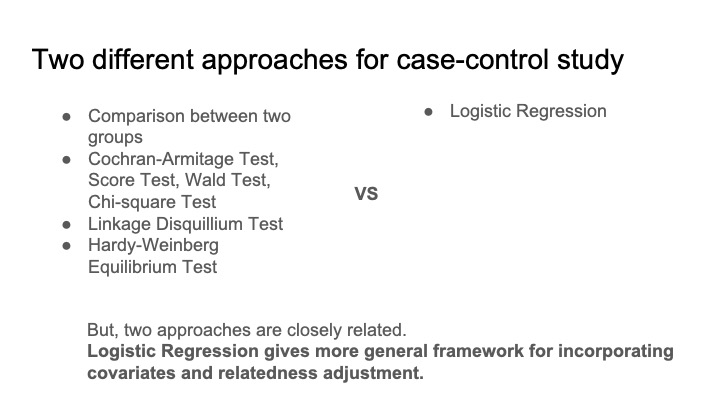 Two different approaches for case-control study
● Comparison between two
groups
● Cochran-Armitage Test,
Score Test, Wald Test,
Chi-square Test
● Linkage Disquillium Test
● Hardy-Weinberg
Equilibrium Test
VS
● Logistic Regression
But, two approaches are closely related.
Logistic Regression gives more general framework for incorporating
covariates and relatedness adjustment.